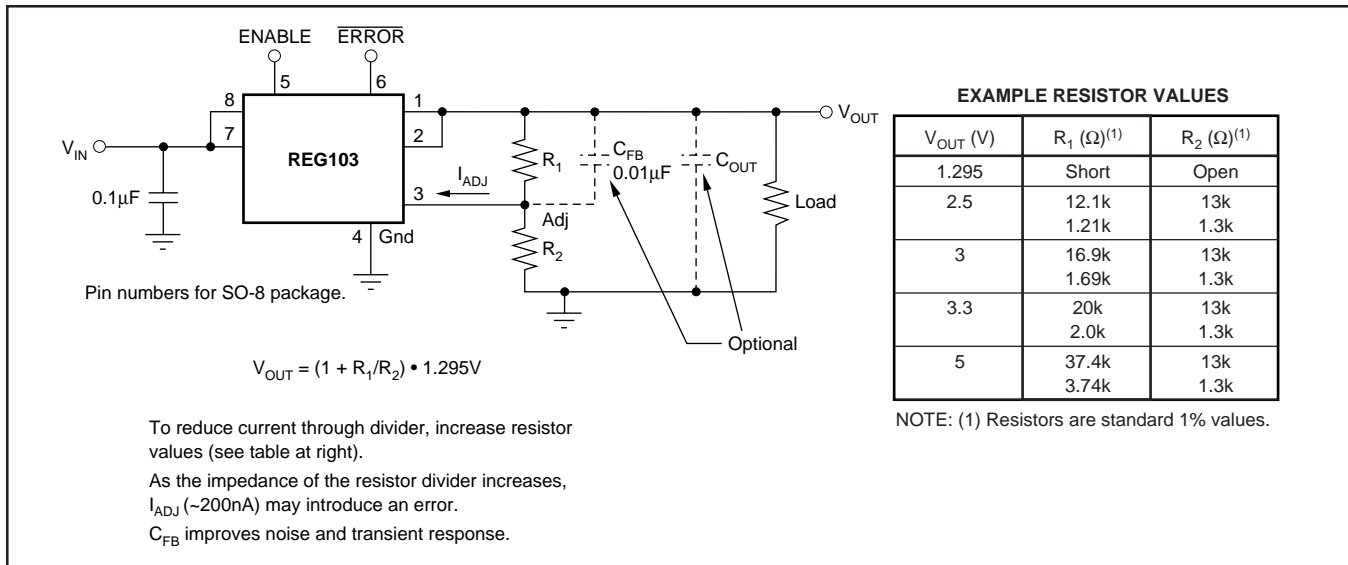 ENABLE
ERROR
5
6
8
7
1
2
V_IN
REG103
3
4
Gnd
0.1μF
I_ADJ
Adj
R₁
R₂
C_FB
0.01μF
C_OUT
Load
V_OUT
Optional
Pin numbers for SO-8 package.
V_OUT = (1 + R₁/R₂) • 1.295V
To reduce current through divider, increase resistor
values (see table at right).
As the impedance of the resistor divider increases,
I_ADJ (~200nA) may introduce an error.
C_FB improves noise and transient response.
EXAMPLE RESISTOR VALUES
V_OUT (V) R₁ (Ω)(1) R₂ (Ω)(1)
1.295 Short Open
2.5 12.1k 13k
1.21k 1.3k
3 16.9k 13k
1.69k 1.3k
3.3 20k 13k
2.0k 1.3k
5 37.4k 13k
3.74k 1.3k
NOTE: (1) Resistors are standard 1% values.